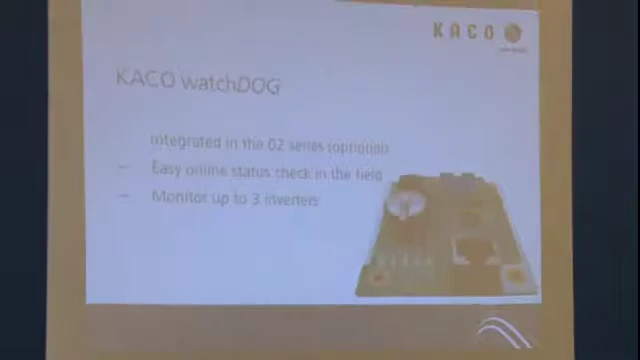 KACO
KACO watchDOG
Integrated in the 02 series (optional)
– Easy online status check in the field
– Monitor up to 3 inverters